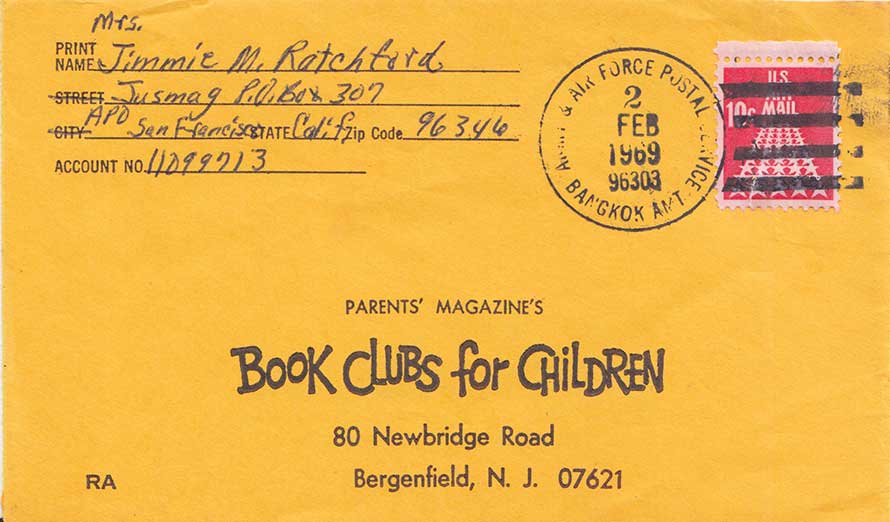 Mrs.
PRINT
NAME Jimmie M. Ratchford
STREET Jusmag P.O. Box 307
APO
CITY San Francisco STATE Calif Zip Code 96346
ACCOUNT NO. 11D99713
ARMY & AIR FORCE POSTAL SERVICE
2
FEB
1969
96303
BANGKOK AMT.
U.S.
AIR
10c MAIL
PARENTS' MAGAZINE'S
BOOK CLUBS for CHiLDREN
80 Newbridge Road
Bergenfield, N. J. 07621
RA